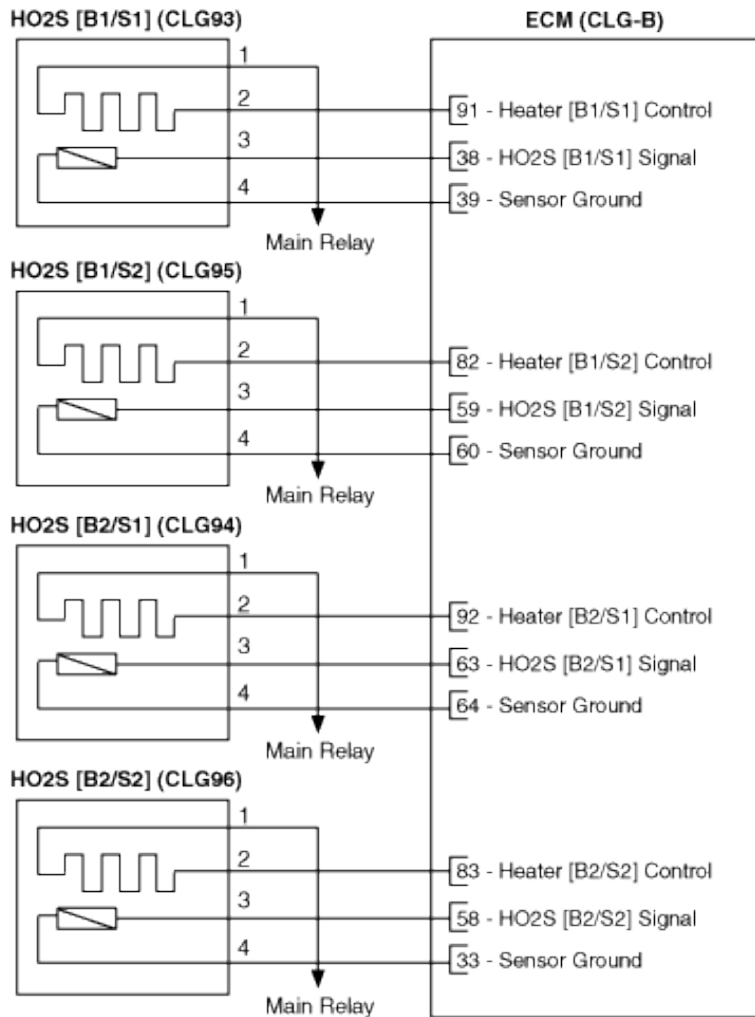 HO2S [B1/S1] (CLG93)
ECM (CLG-B)
1
2
91 - Heater [B1/S1] Control
3
38 - HO2S [B1/S1] Signal
4
39 - Sensor Ground
Main Relay
HO2S [B1/S2] (CLG95)
1
2
82 - Heater [B1/S2] Control
3
59 - HO2S [B1/S2] Signal
4
60 - Sensor Ground
Main Relay
HO2S [B2/S1] (CLG94)
1
2
92 - Heater [B2/S1] Control
3
63 - HO2S [B2/S1] Signal
4
64 - Sensor Ground
Main Relay
HO2S [B2/S2] (CLG96)
1
2
83 - Heater [B2/S2] Control
3
58 - HO2S [B2/S2] Signal
4
33 - Sensor Ground
Main Relay